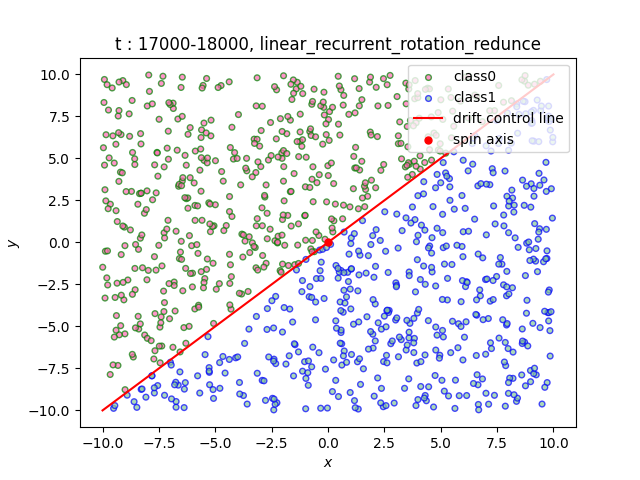 t : 17000-18000, linear_recurrent_rotation_redunce
class0
class1
drift control line
spin axis
10.0
7.5
5.0
2.5
0.0
−2.5
−5.0
−7.5
−10.0
y
−10.0 −7.5 −5.0 −2.5 0.0 2.5 5.0 7.5 10.0
x